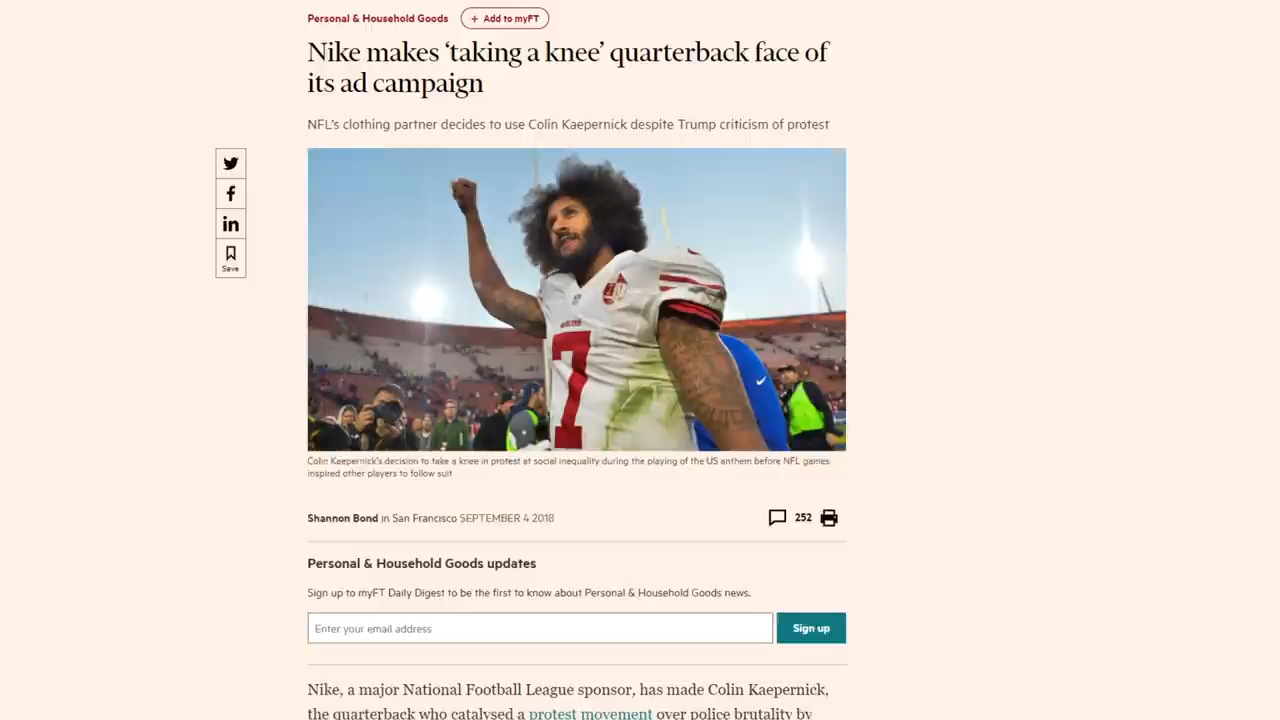 Personal & Household Goods
+ Add to myFT
Nike makes ‘taking a knee’ quarterback face of
its ad campaign
NFL’s clothing partner decides to use Colin Kaepernick despite Trump criticism of protest
in
Save
7
Colin Kaepernick’s decision to take a knee in protest at social inequality during the playing of the US anthem before NFL games
inspired other players to follow suit
Shannon Bond in San Francisco SEPTEMBER 4 2018
252
Personal & Household Goods updates
Sign up to myFT Daily Digest to be the first to know about Personal & Household Goods news.
Enter your email address
Sign up
Nike, a major National Football League sponsor, has made Colin Kaepernick,
the quarterback who catalysed a protest movement over police brutality by